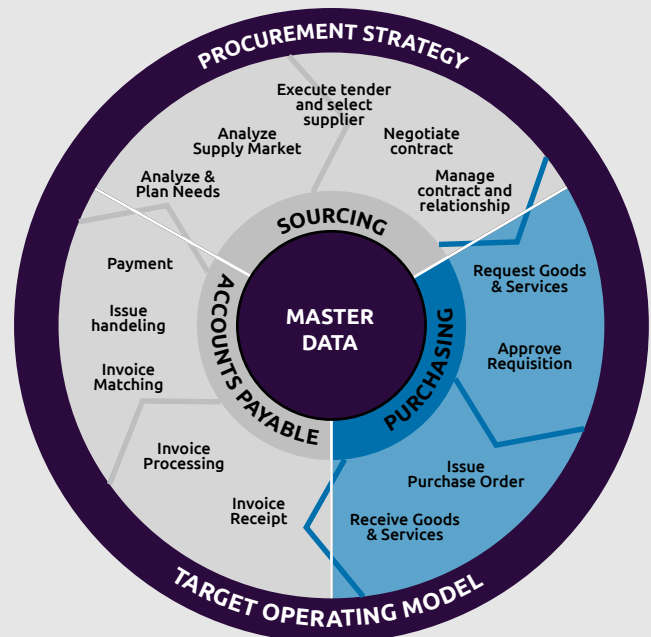 PROCUREMENT STRATEGY
Execute tender
and select
supplier
Analyze
Supply Market
Negotiate
contract
Analyze &
Plan Needs
Manage
contract and
relationship
SOURCING
Payment
Request Goods
& Services
Issue
handeling
ACCOUNTS PAYABLE
MASTER
DATA
PURCHASING
Approve
Requisition
Invoice
Matching
Invoice
Processing
Issue
Purchase Order
Invoice
Receipt
Receive Goods
& Services
TARGET OPERATING MODEL